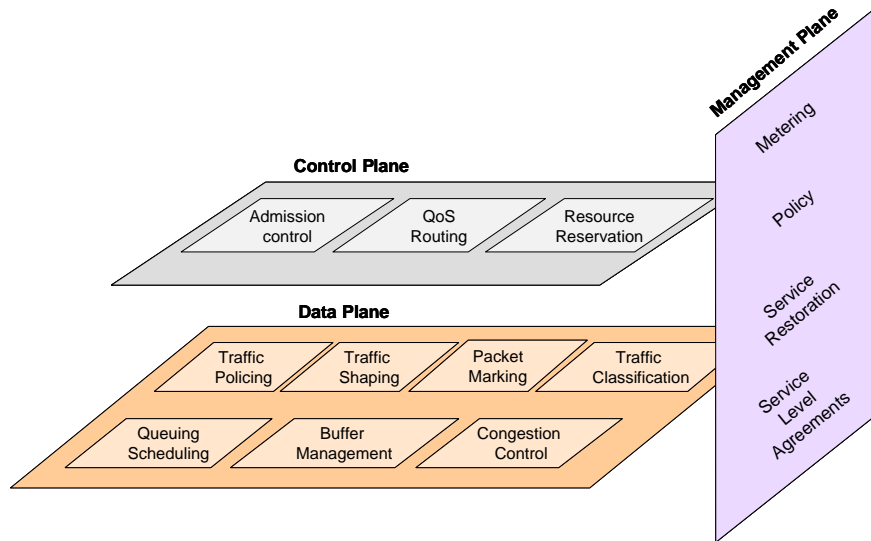 Management Plane
Metering
Policy
Service
Restoration
Service
Level
Agreements
Control Plane
Admission
control
QoS
Routing
Resource
Reservation
Data Plane
Traffic
Policing
Traffic
Shaping
Packet
Marking
Traffic
Classification
Queuing
Scheduling
Buffer
Management
Congestion
Control